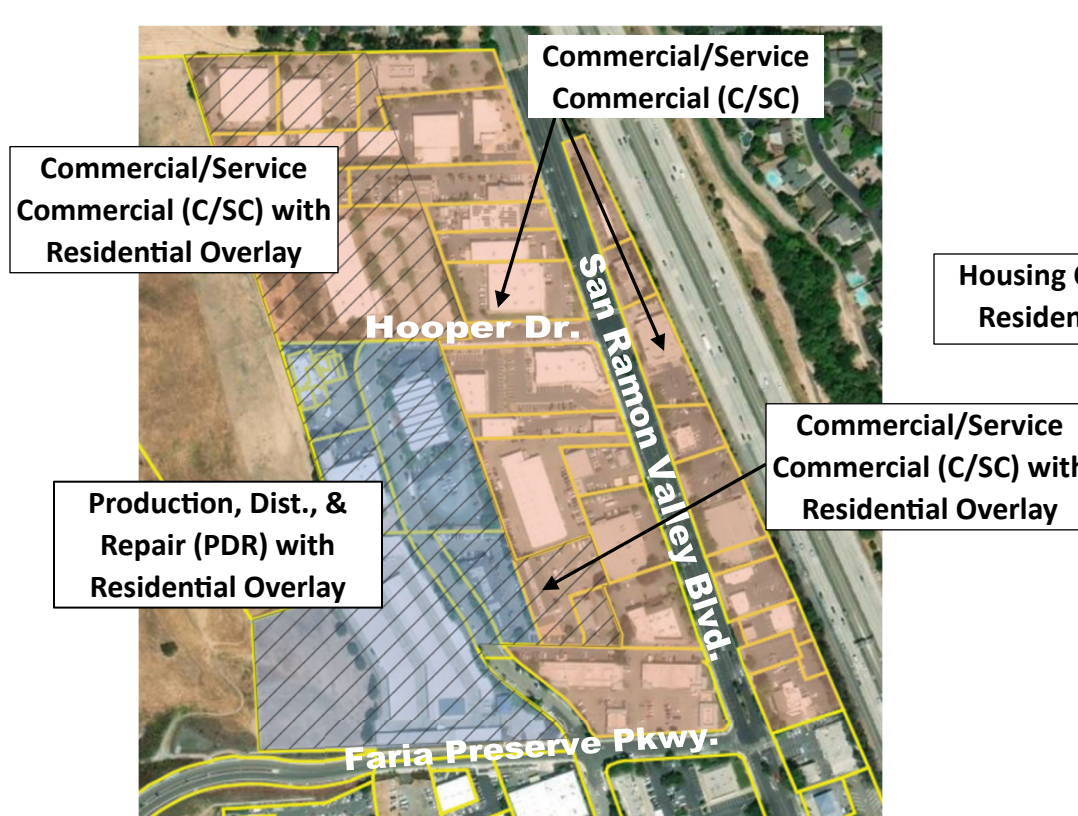 Commercial/Service
Commercial (C/SC)
Commercial/Service
Commercial (C/SC) with
Residential Overlay
Hooper Dr.
San Ramon Valley Blvd.
Housing
Commercial/Service
Commercial (C/SC) with
Residential Overlay
Production, Dist., &
Repair (PDR) with
Residential Overlay
Faria Preserve Pkwy.